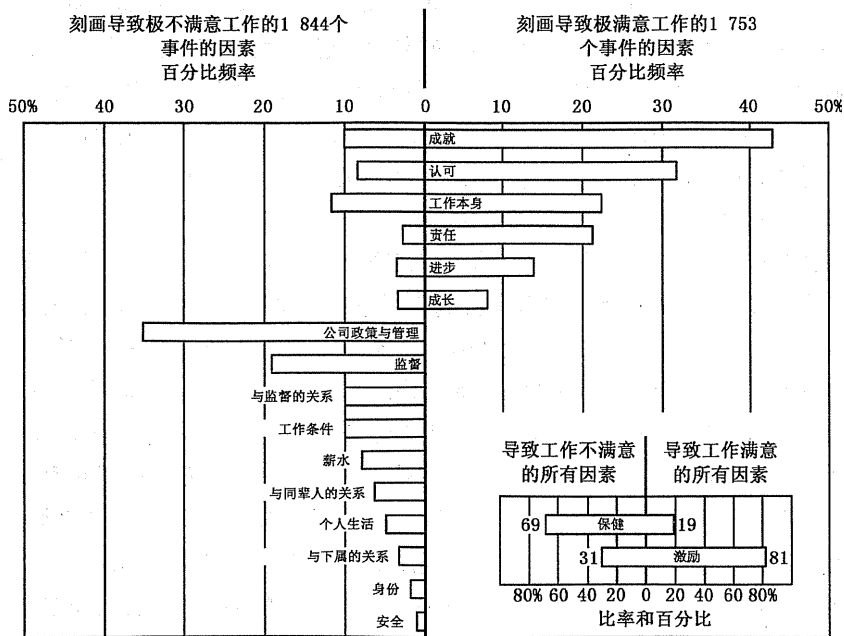 刻画导致极不满意工作的1 844个
事件的因素
百分比频率
刻画导致极满意工作的1 753
个事件的因素
百分比频率
50% 40 30 20 10 0 10 20 30 40 50%
成就
认可
工作本身
责任
进步
成长
公司政策与管理
监督
与监督的关系
工作条件
薪水
与同辈人的关系
个人生活
与下属的关系
身份
安全
导致工作不满意
的所有因素
导致工作满意
的所有因素
69 保健 19
31 激励 81
80% 60 40 20 0 20 40 60 80%
比率和百分比